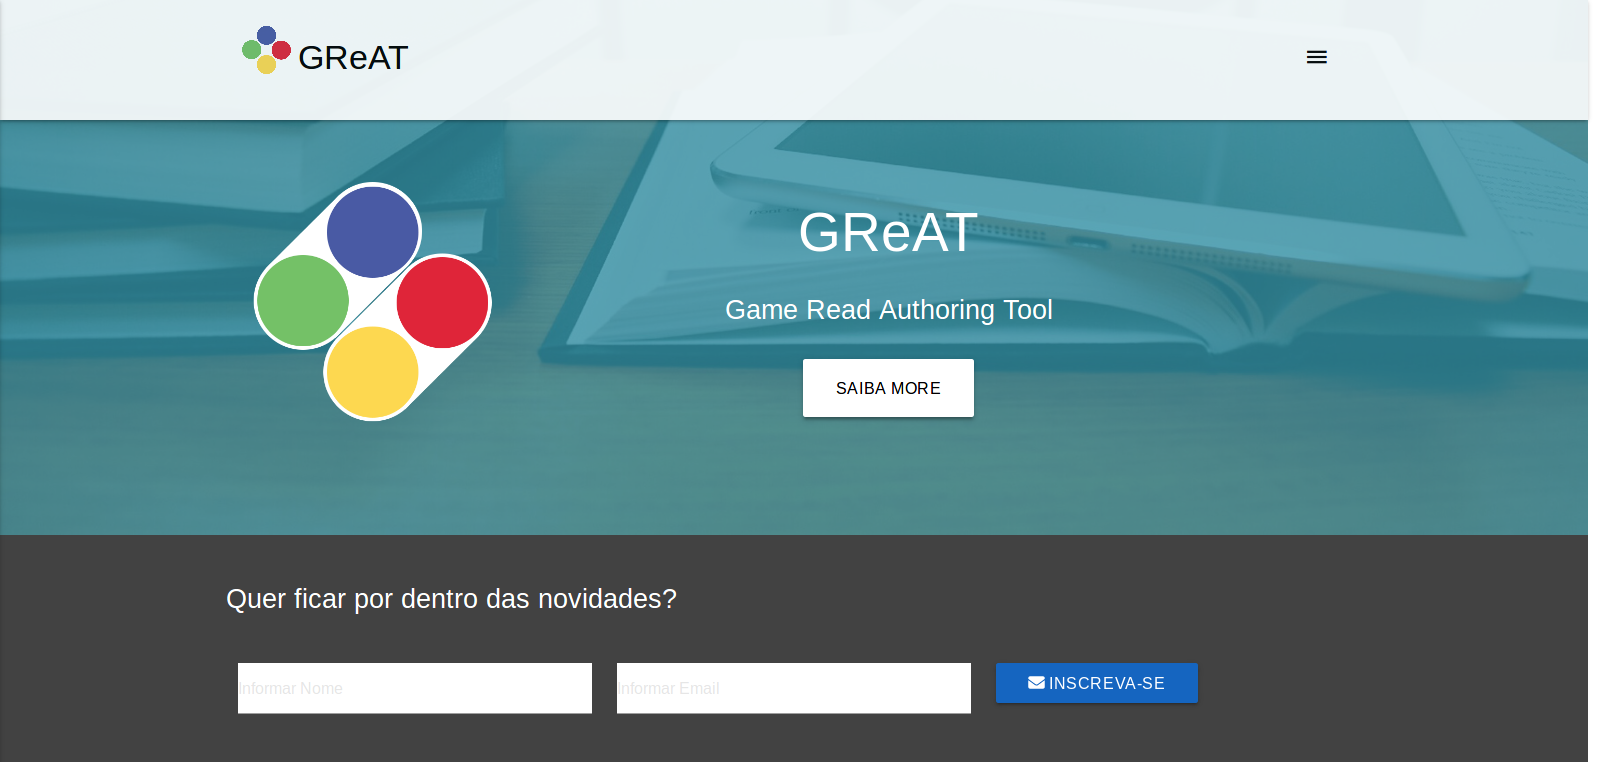 GReAT
GReAT
Game Read Authoring Tool
SAIBA MORE
Quer ficar por dentro das novidades?
Informar Nome
Informar Email
INSCREVA-SE